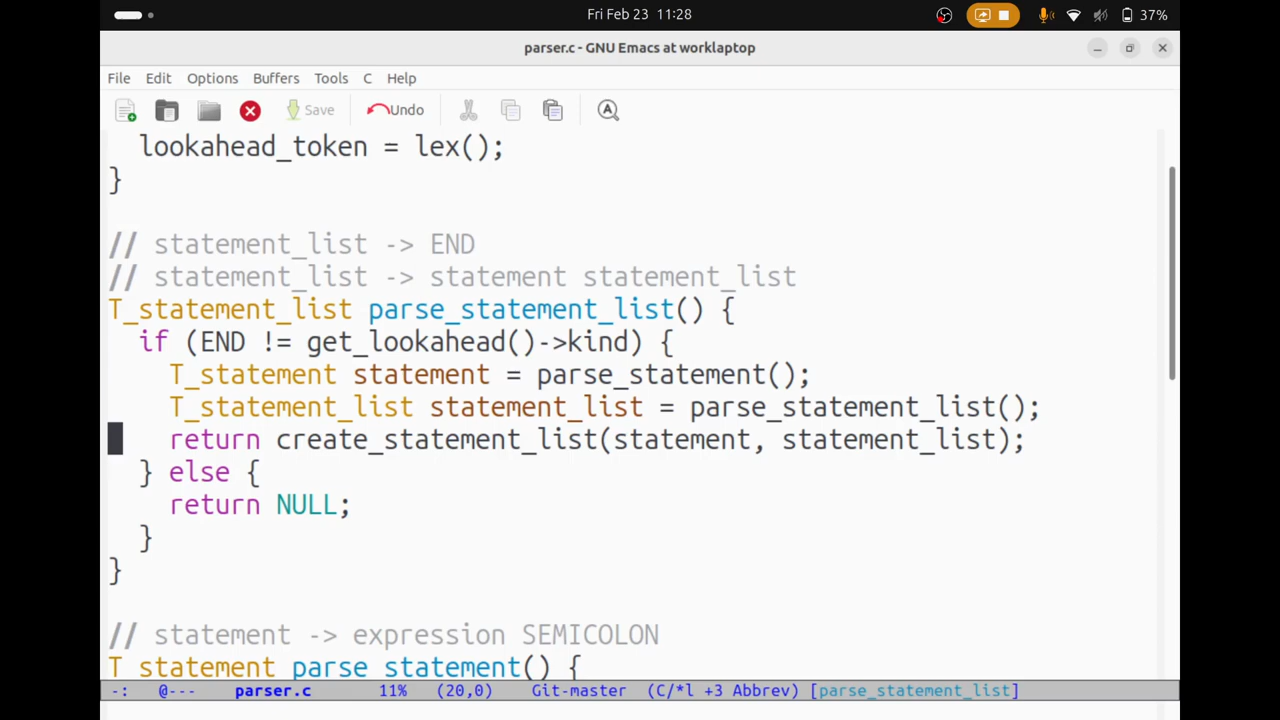 Fri Feb 23 11:28
37%
parser.c - GNU Emacs at worklaptop
File Edit Options Buffers Tools C Help
Save Undo
lookahead_token = lex();
}
// statement_list -> END
// statement_list -> statement statement_list
T_statement_list parse_statement_list() {
if (END != get_lookahead()->kind) {
T_statement statement = parse_statement();
T_statement_list statement_list = parse_statement_list();
return create_statement_list(statement, statement_list);
} else {
return NULL;
}
}
// statement -> expression SEMICOLON
T_statement parse_statement() {
-: @--- parser.c 11% (20,0) Git-master (C/*l +3 Abbrev) [parse_statement_list]